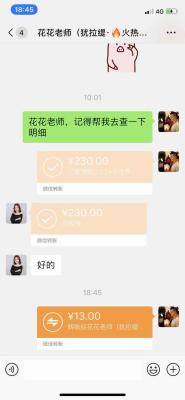 18:45
4G
4
花花老师（犹拉缇·🔥火热…
10:01
花花老师，记得帮我去查一下
明细
¥230.00
微信转账
¥230.00
微信转账
好的
18:45
¥13.00
转账给花花老师（犹拉缇…
微信转账